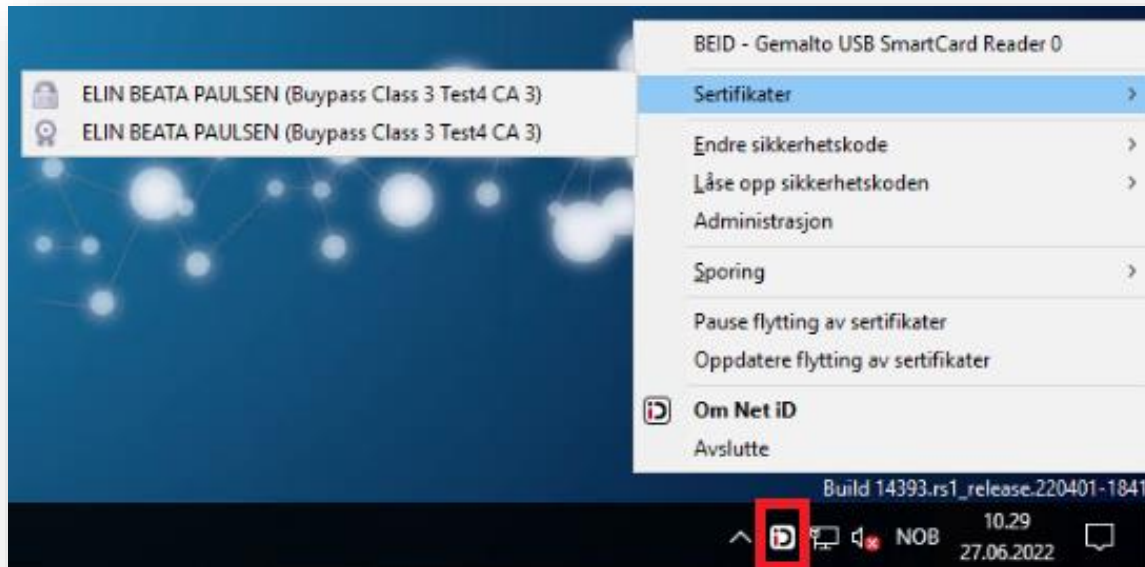 BEID - Gemalto USB SmartCard Reader 0
Sertifikater
ELIN BEATA PAULSEN (Buypass Class 3 Test4 CA 3)
ELIN BEATA PAULSEN (Buypass Class 3 Test4 CA 3)
Endre sikkerhetskode
Låse opp sikkerhetskoden
Administrasjon
Sporing
Pause flytting av sertifikater
Oppdatere flytting av sertifikater
iD Om Net iD
Avslutte
Build 14393.rs1_release.220401-1841
iD NOB 10.29
27.06.2022